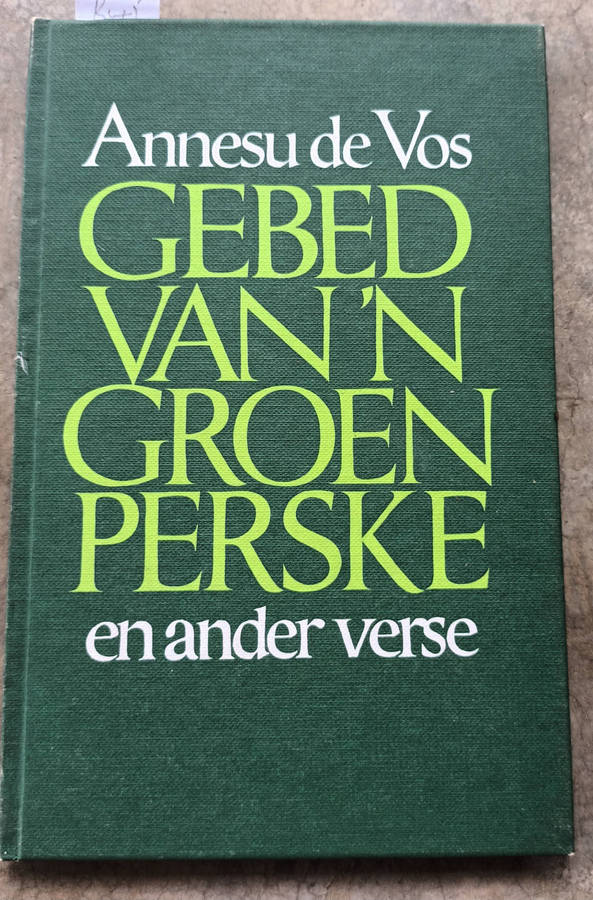 Annesu de Vos
GEBED
VAN 'N
GROEN
PERSKE
en ander verse